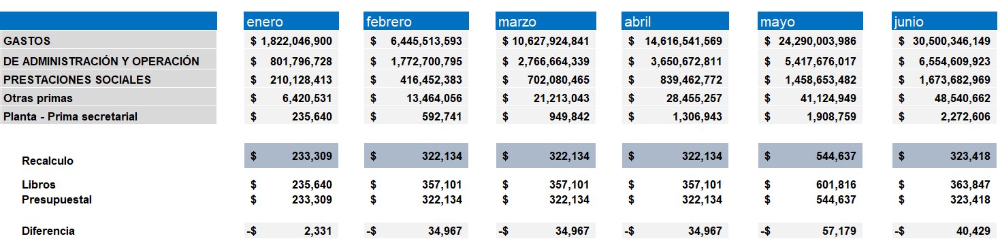 enero febrero marzo abril mayo junio
GASTOS $ 1,822,046,900 $ 6,445,513,593 $ 10,627,924,841 $ 14,616,541,569 $ 24,290,003,986 $ 30,500,346,149
DE ADMINISTRACIÓN Y OPERACIÓN $ 801,796,728 $ 1,772,700,795 $ 2,766,664,339 $ 3,650,672,811 $ 5,417,676,017 $ 6,554,609,923
PRESTACIONES SOCIALES $ 210,128,413 $ 416,452,383 $ 702,080,465 $ 839,462,772 $ 1,458,653,482 $ 1,673,682,969
Otras primas $ 6,420,531 $ 13,464,056 $ 21,213,043 $ 28,455,257 $ 41,124,949 $ 48,540,662
Planta - Prima secretarial $ 235,640 $ 592,741 $ 949,842 $ 1,306,943 $ 1,908,759 $ 2,272,606
Recalculo $ 233,309 $ 322,134 $ 322,134 $ 322,134 $ 544,637 $ 323,418
Libros $ 235,640 $ 357,101 $ 357,101 $ 357,101 $ 601,816 $ 363,847
Presupuestal $ 233,309 $ 322,134 $ 322,134 $ 322,134 $ 544,637 $ 323,418
Diferencia -$ 2,331 -$ 34,967 -$ 34,967 -$ 34,967 -$ 57,179 -$ 40,429